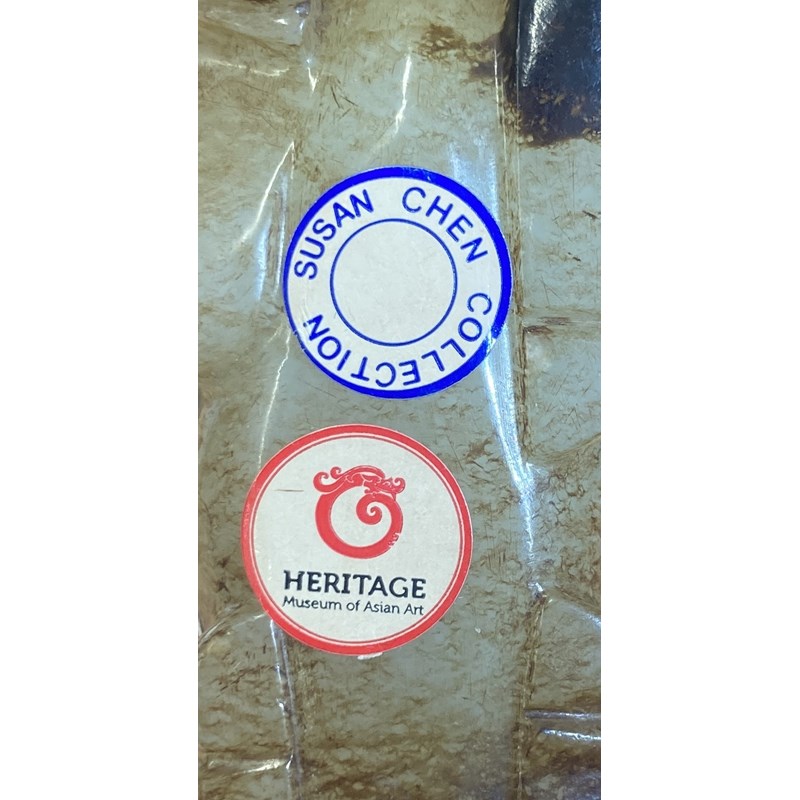 SUSAN CHEN COLLECTION
HERITAGE
Museum of Asian Art